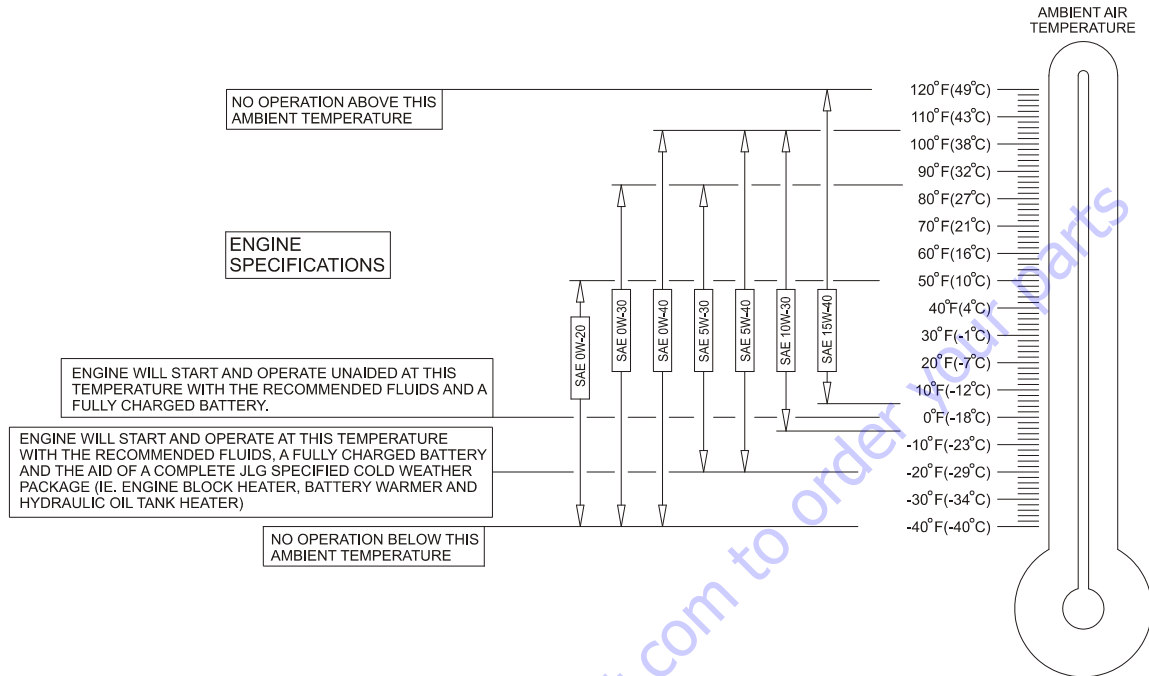 AMBIENT AIR
TEMPERATURE
NO OPERATION ABOVE THIS
AMBIENT TEMPERATURE
ENGINE
SPECIFICATIONS
120°F(49°C)
110°F(43°C)
100°F(38°C)
90°F(32°C)
80°F(27°C)
70°F(21°C)
60°F(16°C)
50°F(10°C)
40°F(4°C)
30°F(-1°C)
20°F(-7°C)
10°F(-12°C)
0°F(-18°C)
-10°F(-23°C)
-20°F(-29°C)
-30°F(-34°C)
-40°F(-40°C)
SAE 0W-20
SAE 0W-30
SAE 0W-40
SAE 5W-30
SAE 5W-40
SAE 10W-30
SAE 15W-40
ENGINE WILL START AND OPERATE UNAIDED AT THIS
TEMPERATURE WITH THE RECOMMENDED FLUIDS AND A
FULLY CHARGED BATTERY.
ENGINE WILL START AND OPERATE AT THIS TEMPERATURE
WITH THE RECOMMENDED FLUIDS, A FULLY CHARGED BATTERY
AND THE AID OF A COMPLETE JLG SPECIFIED COLD WEATHER
PACKAGE (IE. ENGINE BLOCK HEATER, BATTERY WARMER AND
HYDRAULIC OIL TANK HEATER)
NO OPERATION BELOW THIS
AMBIENT TEMPERATURE
com to order your parts